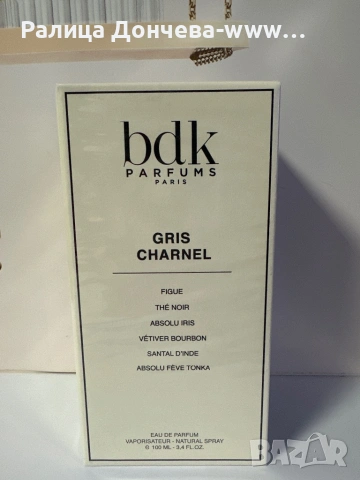 Ралица Дончева-www...
bdk
PARFUMS
PARIS
GRIS
CHARNEL
FIGUE
THÉ NOIR
ABSOLU IRIS
VÉTIVER BOURBON
SANTAL D'INDE
ABSOLU FÈVE TONKA
EAU DE PARFUM
VAPORISATEUR - NATURAL SPRAY
℮ 100 ML - 3.4 FL.OZ.
BAZAR